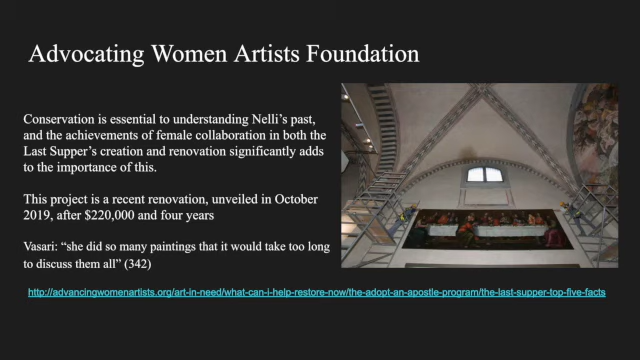 Advocating Women Artists Foundation
Conservation is essential to understanding Nelli’s past,
and the achievements of female collaboration in both the
Last Supper’s creation and renovation significantly adds
to the importance of this.
This project is a recent renovation, unveiled in October
2019, after $220,000 and four years
Vasari: “she did so many paintings that it would take too long
to discuss them all” (342)
http://advancingwomenartists.org/art-in-need/what-can-i-help-restore-now/the-adopt-an-apostle-program/the-last-supper-top-five-facts